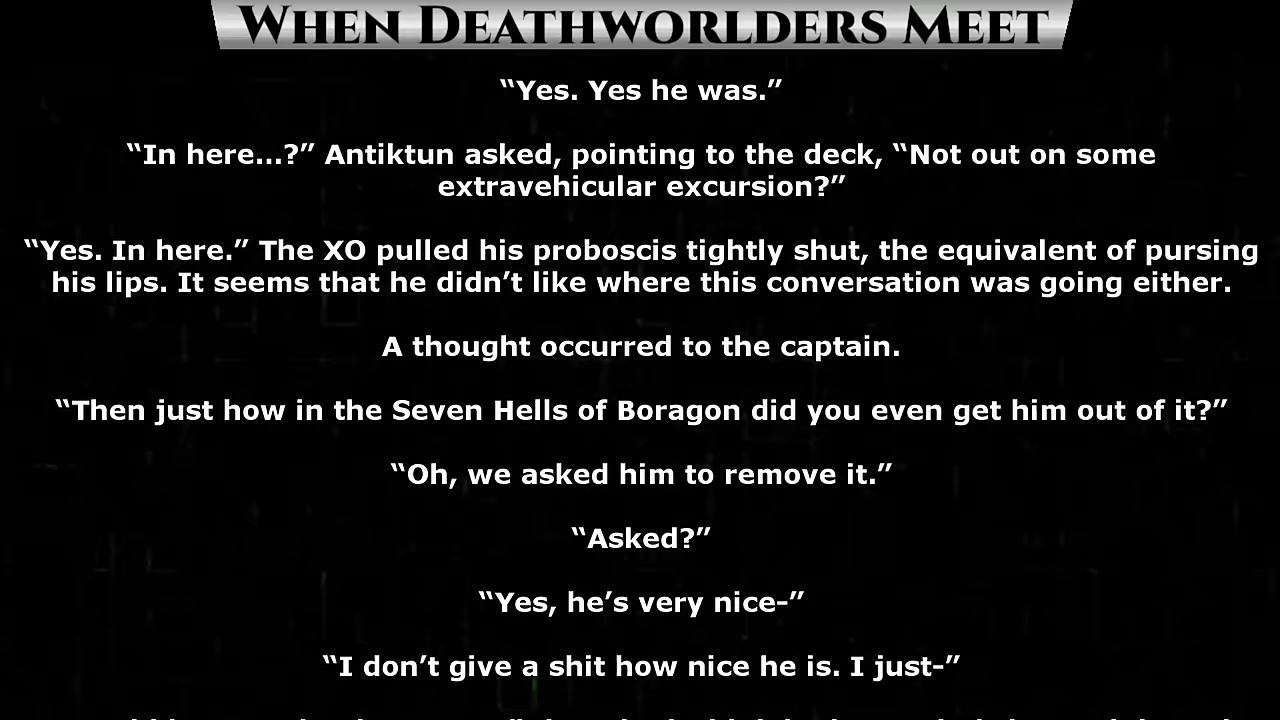 When Deathworlders Meet
“Yes. Yes he was.”
“In here...?” Antiktun asked, pointing to the deck, “Not out on some
extravehicular excursion?”
“Yes. In here.” The XO pulled his proboscis tightly shut, the equivalent of pursing
his lips. It seems that he didn’t like where this conversation was going either.
A thought occurred to the captain.
“Then just how in the Seven Hells of Boragon did you even get him out of it?”
“Oh, we asked him to remove it.”
“Asked?”
“Yes, he’s very nice-”
“I don’t give a shit how nice he is. I just-”